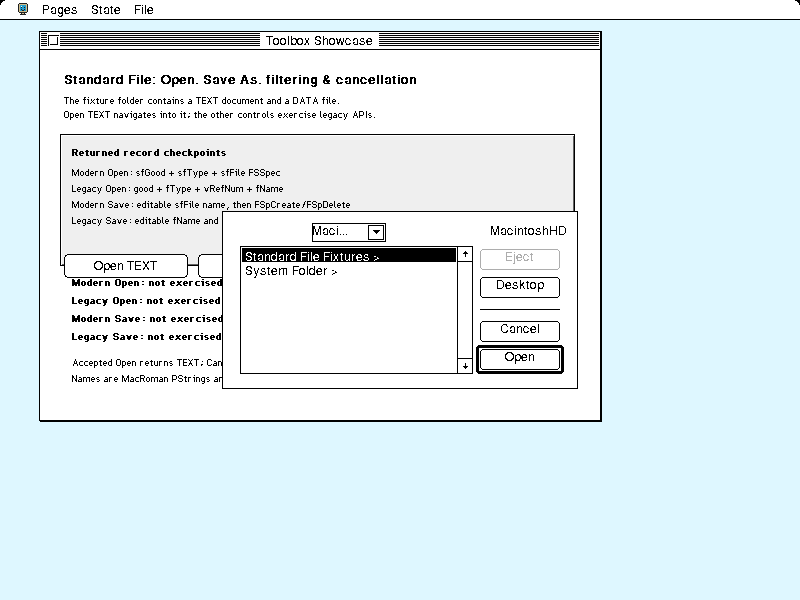 Pages State File
Toolbox Showcase
Standard File: Open. Save As. filtering & cancellation
The fixture folder contains a TEXT document and a DATA file.
Open TEXT navigates into it; the other controls exercise legacy APIs.
Returned record checkpoints
Modern Open: sfGood + sfType + sfFile FSSpec
Legacy Open: good + fType + vRefNum + fName
Modern Save: editable sfFile name, then FSpCreate/FSpDelete
Legacy Save: editable fName and
Maci... MacintoshHD
Standard File Fixtures >
System Folder >
Eject
Desktop
Cancel
Open
Open TEXT
Modern Open: not exercised
Legacy Open: not exercised
Modern Save: not exercised
Legacy Save: not exercised
Accepted Open returns TEXT; Can
Names are MacRoman PStrings ar